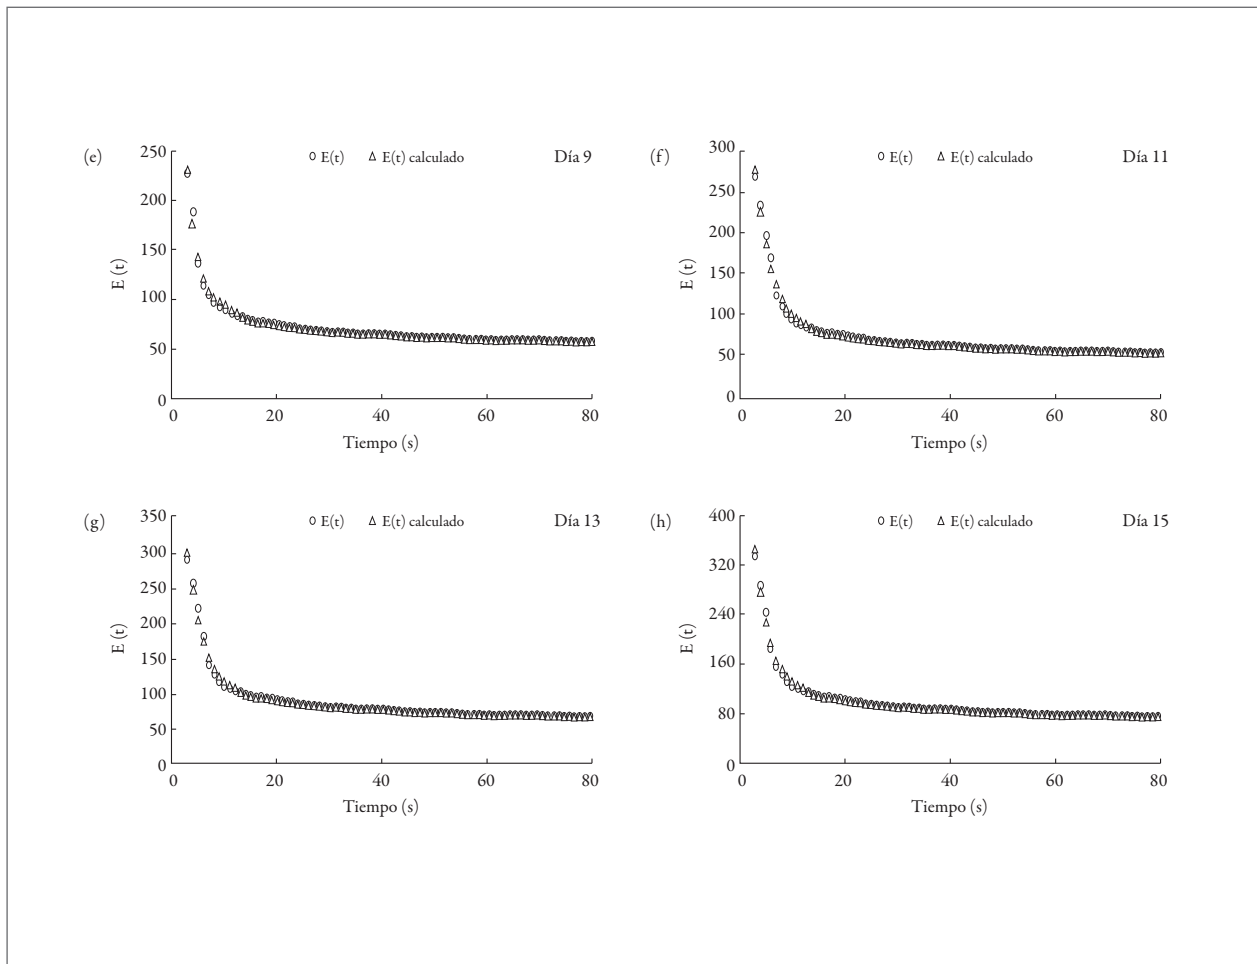 (e)
E(t)
E(t) calculado
Día 9
250
200
150
100
50
0
E (t)
0 20 40 60 80
Tiempo (s)
(f)
E(t)
E(t) calculado
Día 11
300
250
200
150
100
50
0
E (t)
0 20 40 60 80
Tiempo (s)
(g)
E(t)
E(t) calculado
Día 13
350
300
250
200
150
100
50
0
E (t)
0 20 40 60 80
Tiempo (s)
(h)
E(t)
E(t) calculado
Día 15
400
320
240
160
80
0
E (t)
0 20 40 60 80
Tiempo (s)